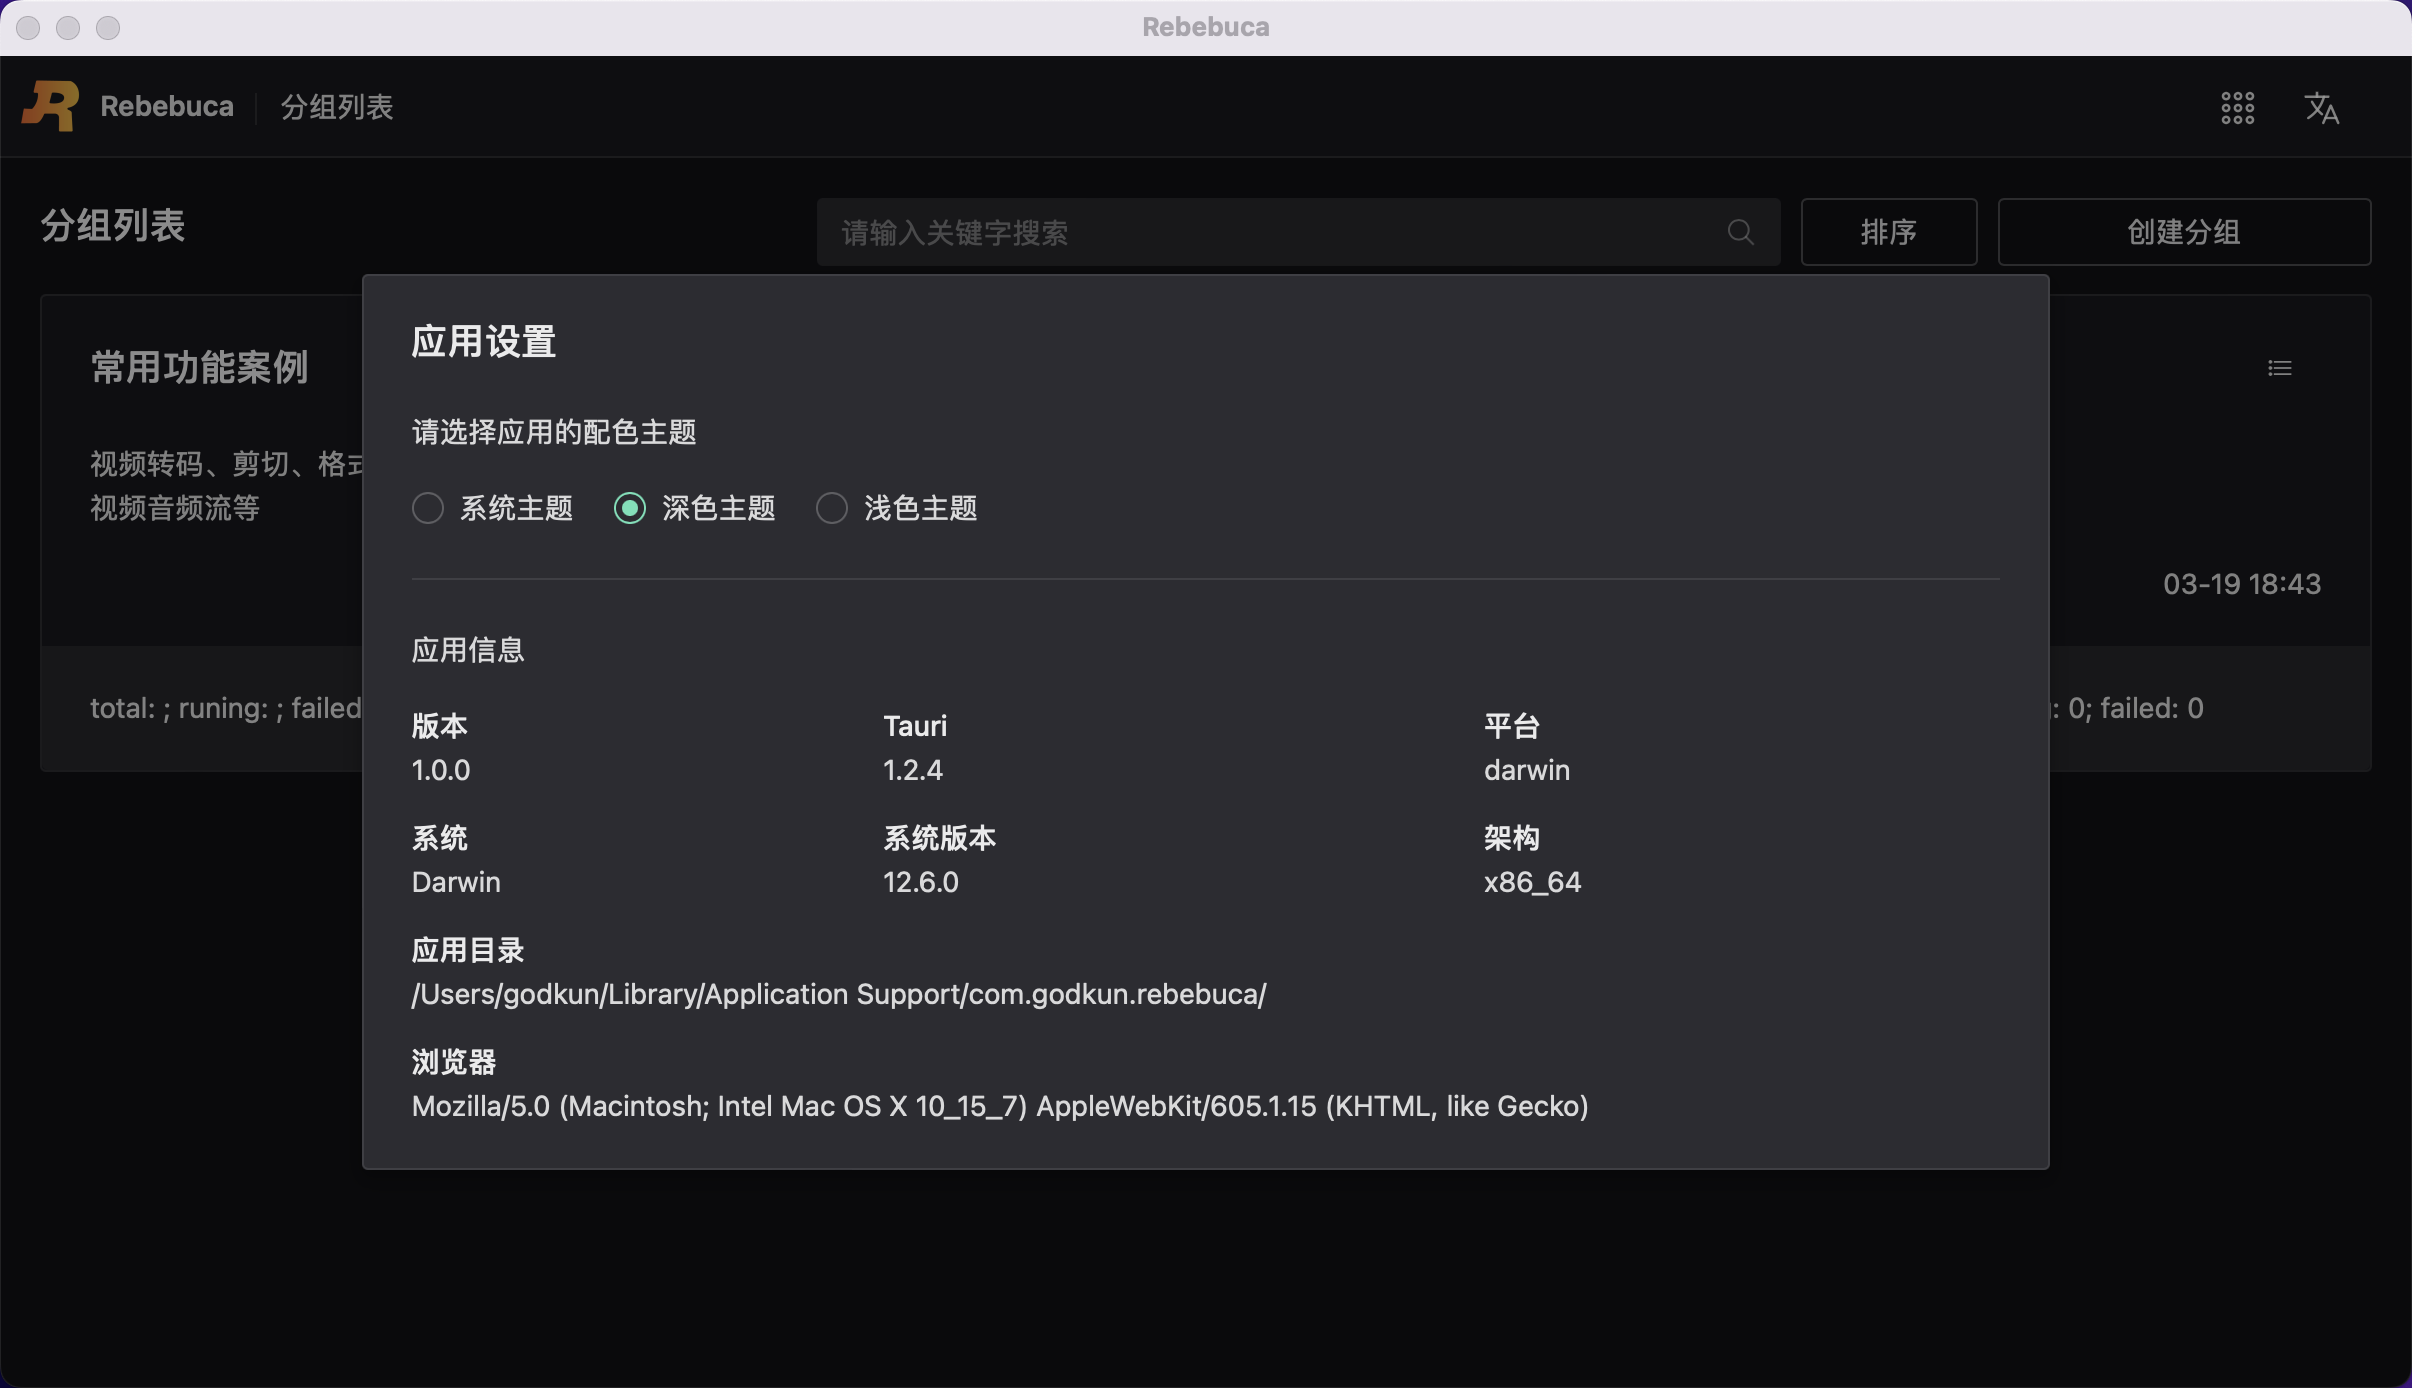 Rebebuca
Rebebuca
分组列表
分组列表
请输入关键字搜索
排序
创建分组
常用功能案例
视频转码、剪切、格式
视频音频流等
03-19 18:43
total: ; runing: ; failed
: 0; failed: 0
应用设置
请选择应用的配色主题
系统主题
深色主题
浅色主题
应用信息
版本
Tauri
平台
1.0.0
1.2.4
darwin
系统
系统版本
架构
Darwin
12.6.0
x86_64
应用目录
/Users/godkun/Library/Application Support/com.godkun.rebebuca/
浏览器
Mozilla/5.0 (Macintosh; Intel Mac OS X 10_15_7) AppleWebKit/605.1.15 (KHTML, like Gecko)